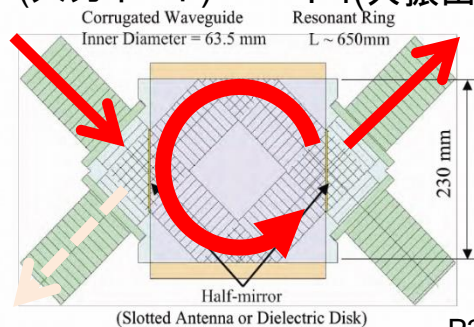 Corrugated Waveguide
Inner Diameter = 63.5 mm
Resonant Ring
L ~ 650mm
230 mm
Half-mirror
(Slotted Antenna or Dielectric Disk)